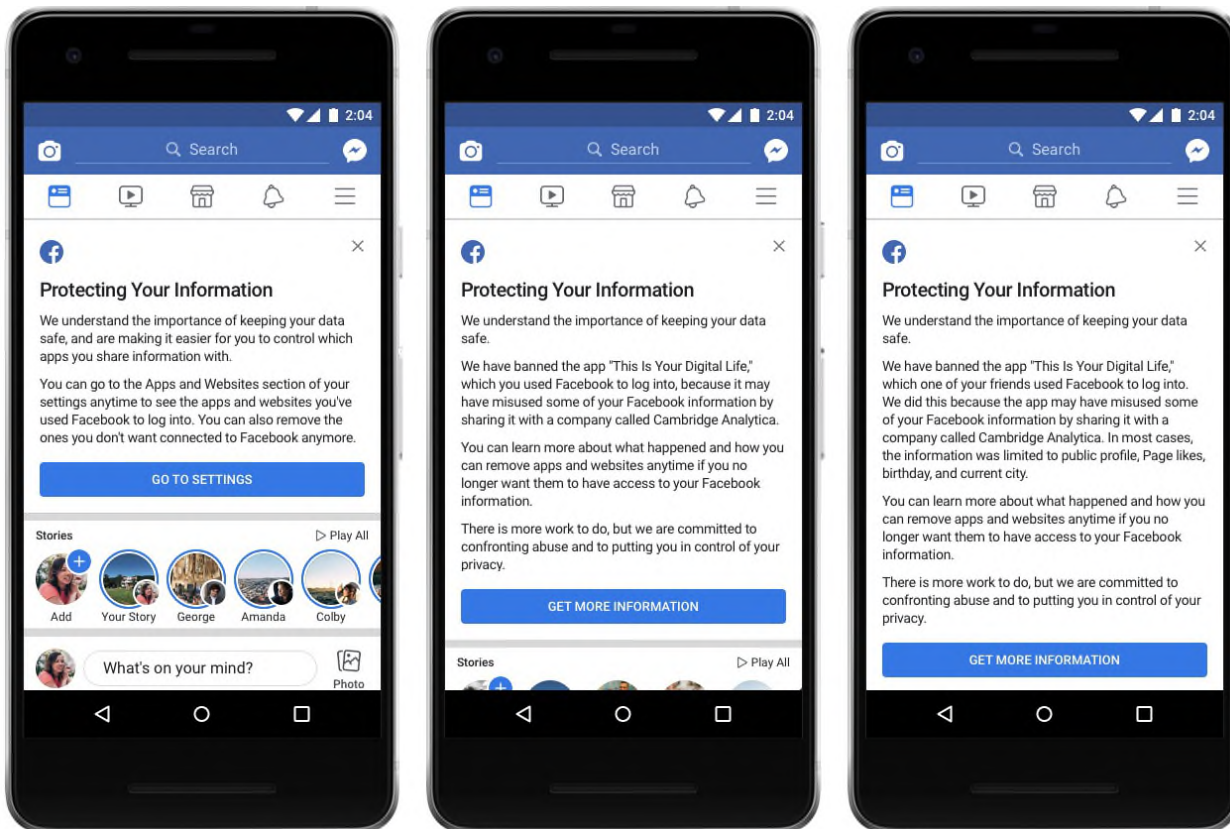 2:04
Search
Protecting Your Information
We understand the importance of keeping your data
safe, and are making it easier for you to control which
apps you share information with.
You can go to the Apps and Websites section of your
settings anytime to see the apps and websites you've
used Facebook to log into. You can also remove the
ones you don't want connected to Facebook anymore.
GO TO SETTINGS
Stories
Play All
Add
Your Story
George
Amanda
Colby
What's on your mind?
Photo
2:04
Search
Protecting Your Information
We understand the importance of keeping your data
safe.
We have banned the app "This Is Your Digital Life,"
which you used Facebook to log into, because it may
have misused some of your Facebook information by
sharing it with a company called Cambridge Analytica.
You can learn more about what happened and how you
can remove apps and websites anytime if you no
longer want them to have access to your Facebook
information.
There is more work to do, but we are committed to
confronting abuse and to putting you in control of your
privacy.
GET MORE INFORMATION
Stories
Play All
2:04
Search
Protecting Your Information
We understand the importance of keeping your data
safe.
We have banned the app "This Is Your Digital Life,"
which one of your friends used Facebook to log into.
We did this because the app may have misused some
of your Facebook information by sharing it with a
company called Cambridge Analytica. In most cases,
the information was limited to public profile, Page likes,
birthday, and current city.
You can learn more about what happened and how you
can remove apps and websites anytime if you no
longer want them to have access to your Facebook
information.
There is more work to do, but we are committed to
confronting abuse and to putting you in control of your
privacy.
GET MORE INFORMATION